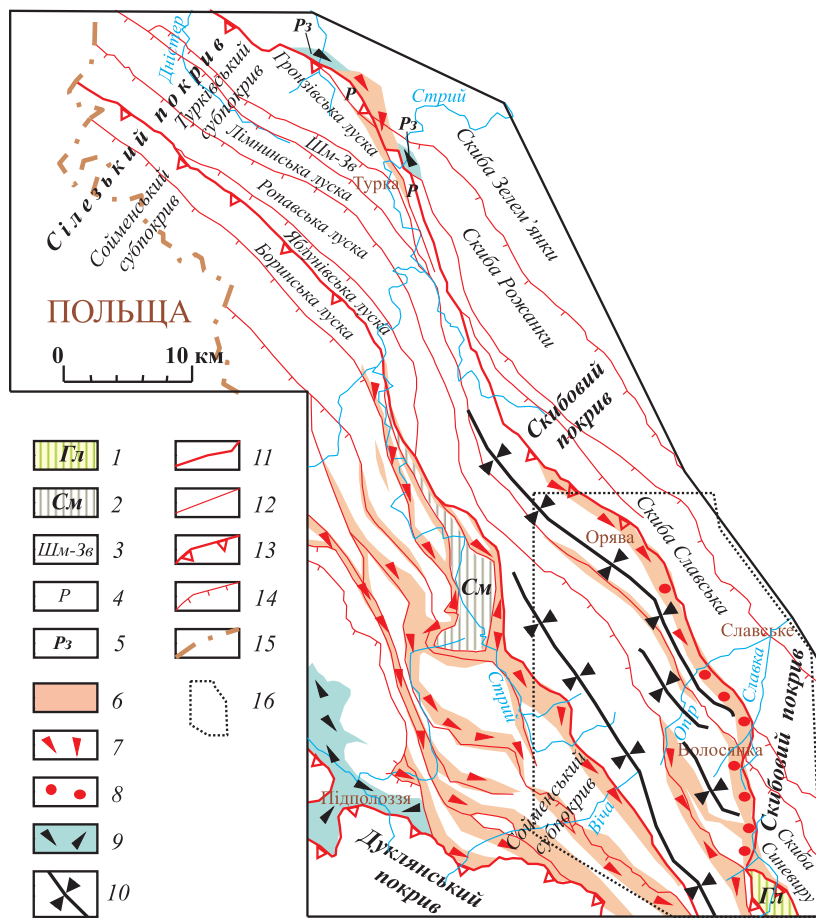 Рз
Дністер
Сілезький покрив
Турківський
субпокрив
Гронзівська луска
Р
Стрий
Рз
Шм-Зв
Турка
Р
Лімнинська луска
Скиба Зелем’янки
Сойменський
субпокрив
Ропавська луска
Яблунівська луска
Боринська луска
Скиба Рожанки
ПОЛЬЩА
0 10 км
Скибовий
покрив
Гл 1
См 2
Шм-Зв 3
Р 4
Рз 5
6
7
8
9
10
11
12
13
14
15
16
См
Орява
Скиба Славська
Славське
Славка
Опір
Стрий
Волосянка
Скибовий покрив
Сойменський
субпокрив
Віча
Підполоззя
Дуклянський
покрив
Скиба
Синевиру
Гл